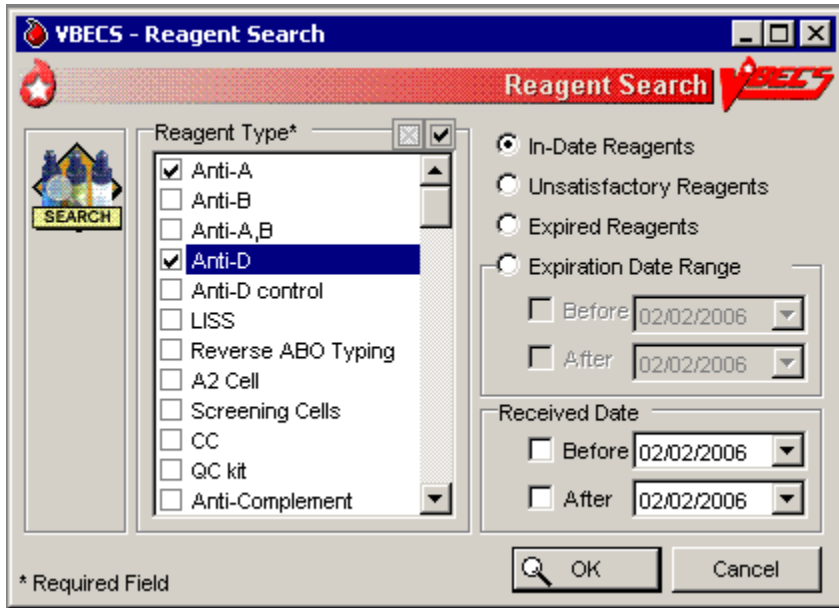 VBECS - Reagent Search
Reagent Search VBECS
SEARCH
Reagent Type*
Anti-A
Anti-B
Anti-A,B
Anti-D
Anti-D control
LISS
Reverse ABO Typing
A2 Cell
Screening Cells
CC
QC kit
Anti-Complement
In-Date Reagents
Unsatisfactory Reagents
Expired Reagents
Expiration Date Range
Before 02/02/2006
After 02/02/2006
Received Date
Before 02/02/2006
After 02/02/2006
* Required Field
OK Cancel